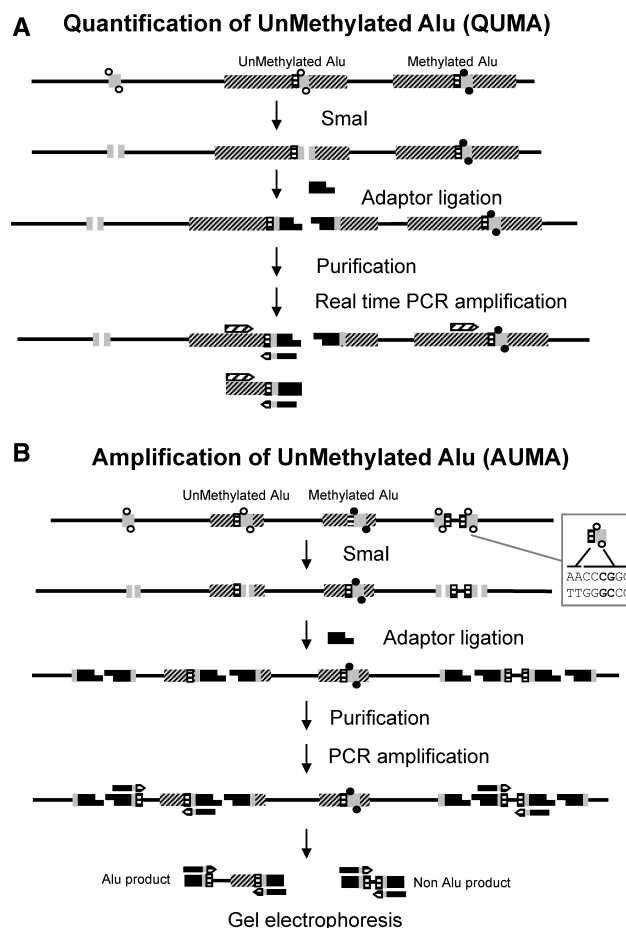 A
Quantification of UnMethylated Alu (QUMA)
UnMethylated Alu Methylated Alu
SmaI
Adaptor ligation
Purification
Real time PCR amplification
B
Amplification of UnMethylated Alu (AUMA)
UnMethylated Alu Methylated Alu
SmaI
AACCCGGG
TTGGGCCC
Adaptor ligation
Purification
PCR amplification
Alu product
Non Alu product
Gel electrophoresis